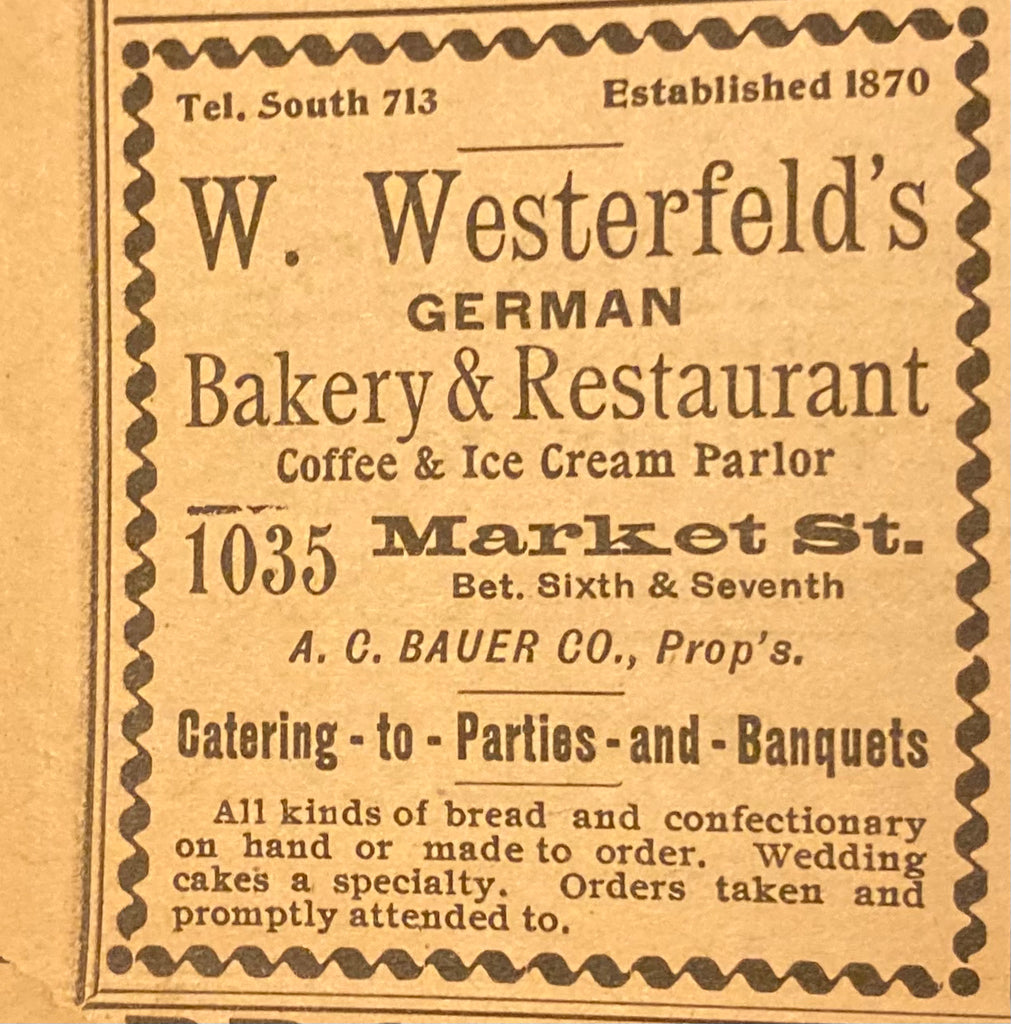 Tel. South 713 Established 1870
W. Westerfeld's
GERMAN
Bakery & Restaurant
Coffee & Ice Cream Parlor
1035 Market St.
Bet. Sixth & Seventh
A. C. BAUER CO., Prop's.
Catering - to - Parties - and - Banquets
All kinds of bread and confectionary
on hand or made to order. Wedding
cakes a specialty. Orders taken and
promptly attended to.